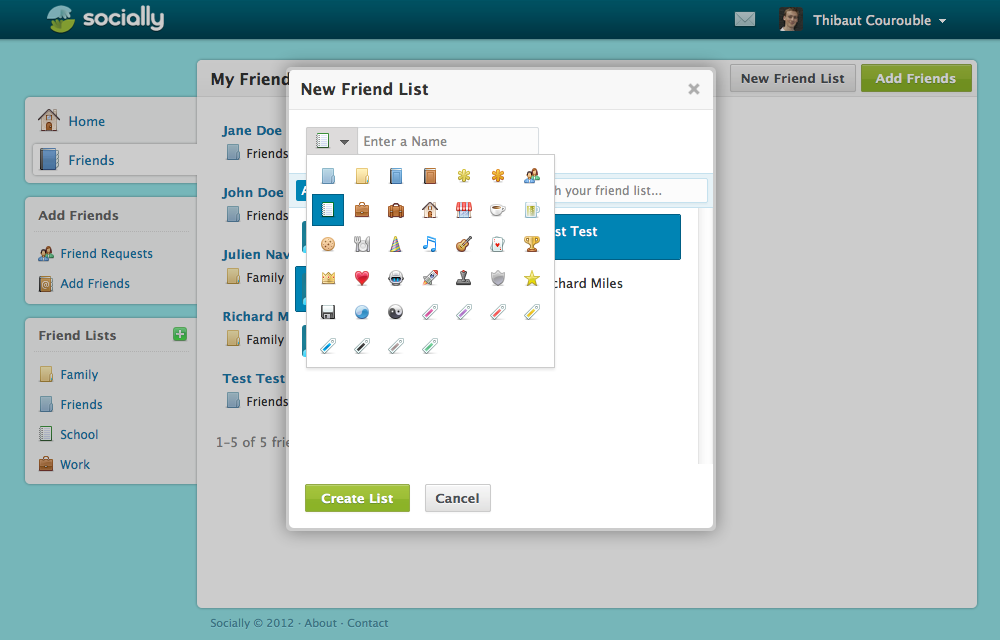 socially
Thibaut Courouble
My Friend
New Friend List
Add Friends
Home
Friends
Add Friends
Friend Requests
Add Friends
Friend Lists
Family
Friends
School
Work
Jane Doe
Friends
John Doe
Friends
Julien Nav
Family
Richard M
Family
Test Test
Friends
1–5 of 5 frie
New Friend List
Enter a Name
h your friend list...
st Test
chard Miles
Create List
Cancel
Socially © 2012 · About · Contact